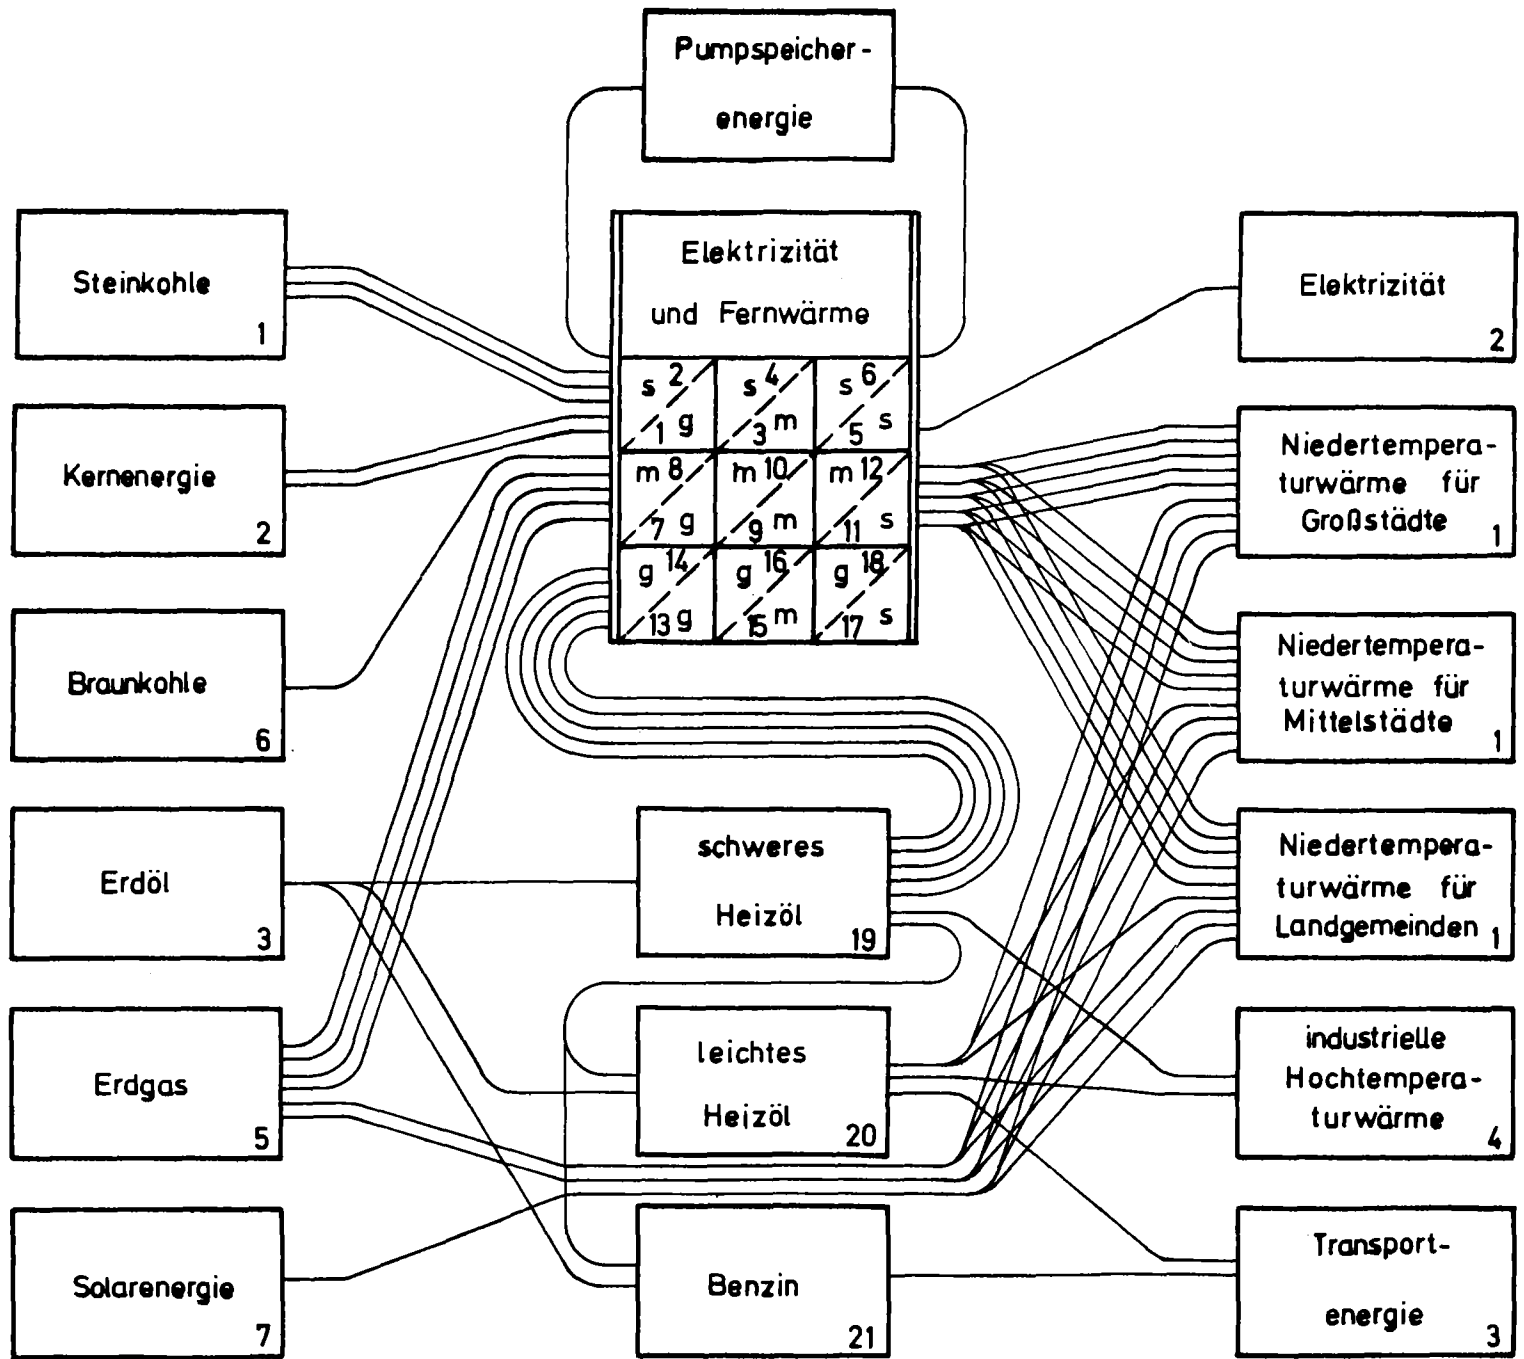 Pumpspeicher-
energie
Steinkohle
1
Kernenergie
2
Braunkohle
6
Erdöl
3
Erdgas
5
Solarenergie
7
Elektrizität
und Fernwärme
s 2 s 4 s 6
1 g 3 m 5 s
m 8 m 10 m 12
7 g 9 m 11 s
g 14 g 16 g 18
13 g 15 m 17 s
schweres
Heizöl
19
leichtes
Heizöl
20
Benzin
21
Elektrizität
2
Niedertempera-
turwärme für
Großstädte
1
Niedertempera-
turwärme für
Mittelstädte
1
Niedertempera-
turwärme für
Landgemeinden 1
industrielle
Hochtempera-
turwärme
4
Transport-
energie
3